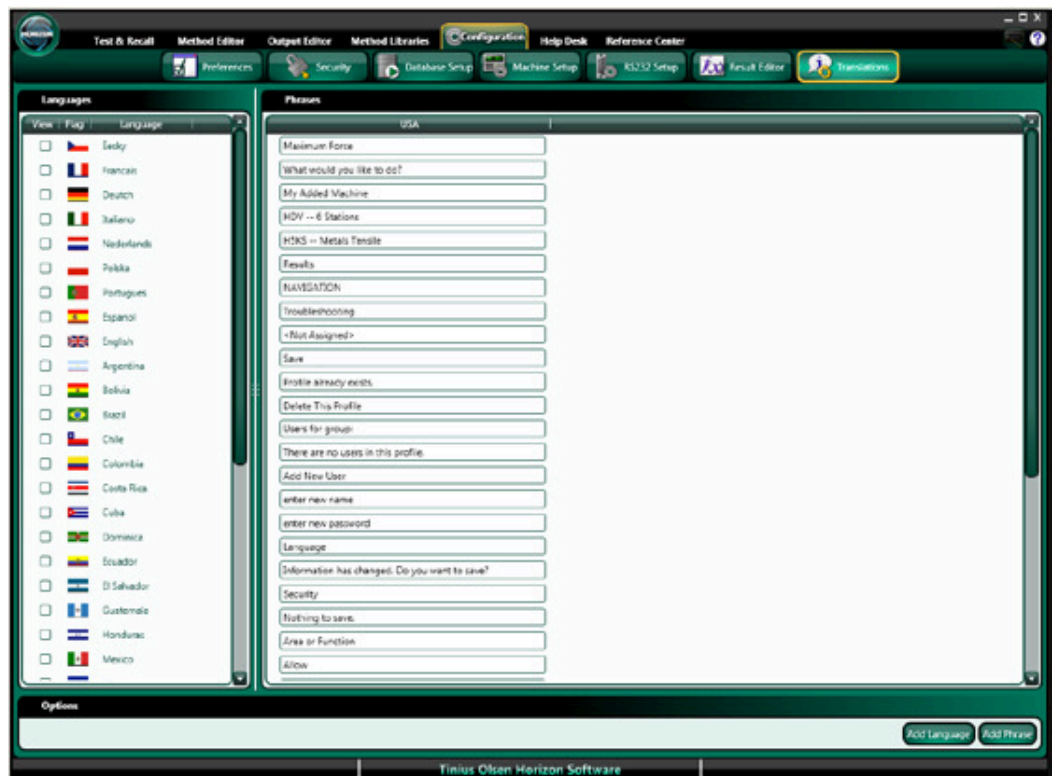 HORIZON
Test & Recall
Method Editor
Output Editor
Method Libraries
Configuration
Help Desk
Reference Center
?
Preferences
Security
Database Setup
Machine Setup
RS232 Setup
Result Editor
Translations
Languages
View Flag Language
Česky
Francais
Deutch
Italiano
Nederlands
Polska
Portugues
Espanol
English
Argentina
Bolivia
Brazil
Chile
Colombia
Costa Rica
Cuba
Dominica
Ecuador
El Salvador
Guatemala
Honduras
Mexico
Phrases
USA
Maximum Force
What would you like to do?
My Added Machine
HDV -- 6 Stations
H5KS -- Metals Tensile
Results
NAVIGATION
Troubleshooting
<Not Assigned>
Save
Profile already exists.
Delete This Profile
Users for group:
There are no users in this profile.
Add New User
enter new name
enter new password
Language
Information has changed. Do you want to save?
Security
Nothing to save.
Area or Function
Allow
Options
Add Language
Add Phrase
Tinius Olsen Horizon Software